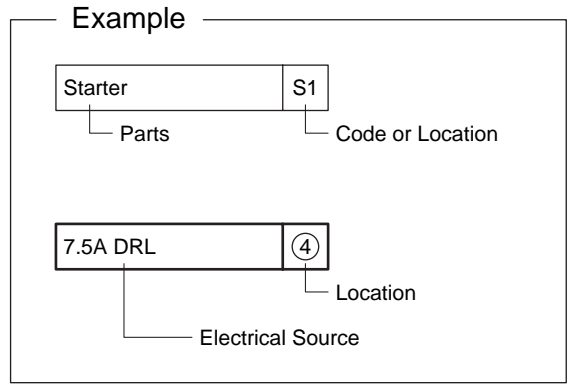 Example
Starter S1
Parts Code or Location
7.5A DRL 4
Location
Electrical Source